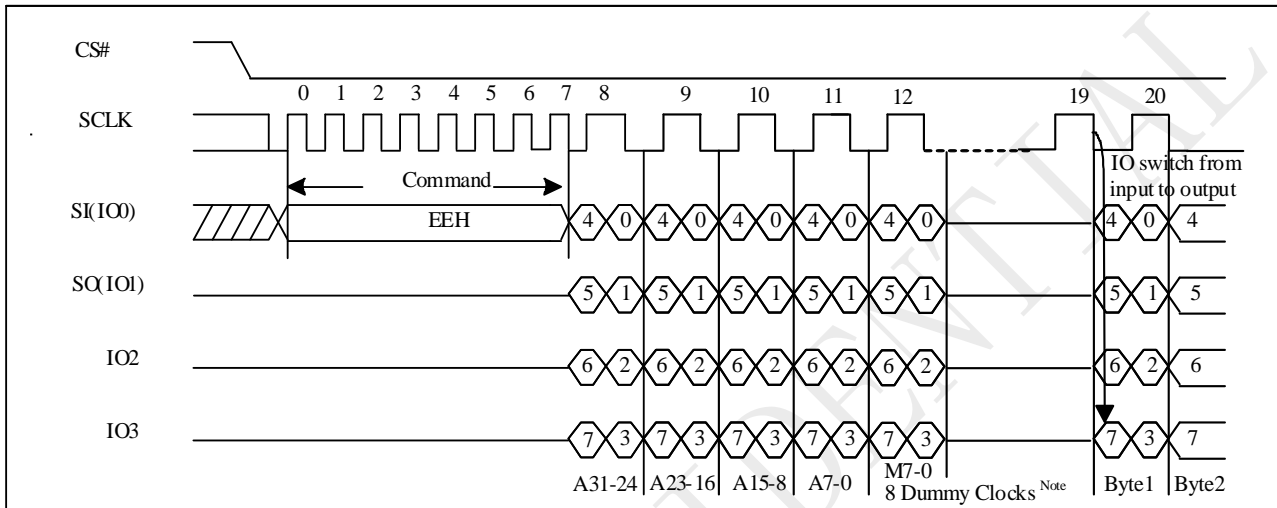 CS#
0 1 2 3 4 5 6 7 8 9 10 11 12 19 20
SCLK
IO switch from
input to output
Command
SI(IO0) EEH 4 0 4 0 4 0 4 0 4 0 4 0 4
SO(IO1) 5 1 5 1 5 1 5 1 5 1 5 1 5
IO2 6 2 6 2 6 2 6 2 6 2 6 2 6
IO3 7 3 7 3 7 3 7 3 7 3 7 3 7
A31-24 A23-16 A15-8 A7-0 M7-0 Byte1 Byte2
8 Dummy Clocks Note
IDENTIAL